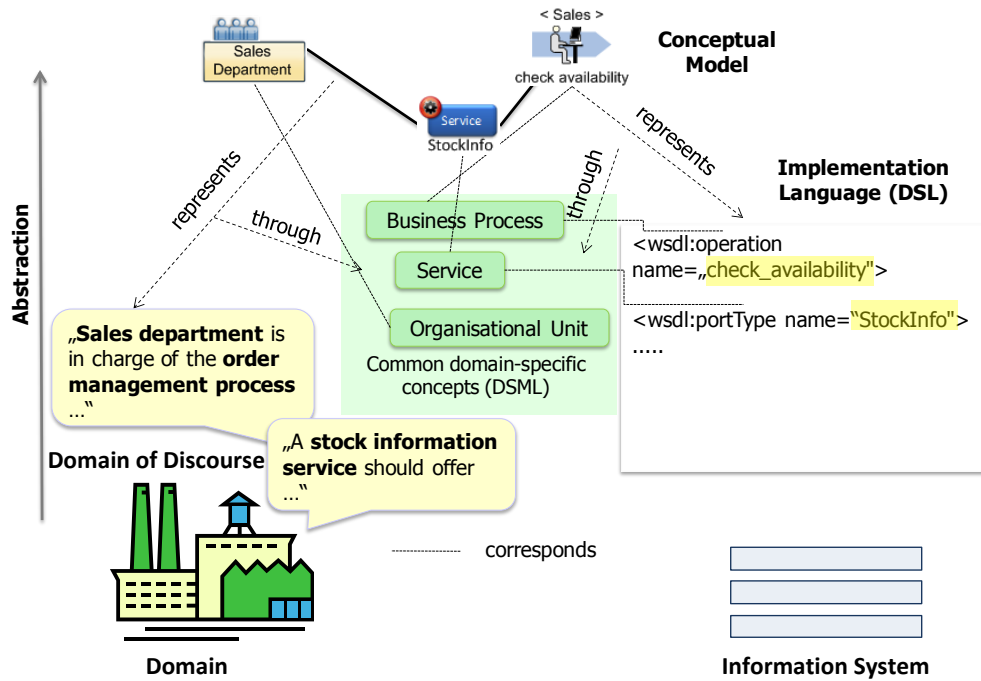 < Sales >
Sales
Department
check availability
Conceptual
Model
Service
StockInfo
represents
represents
through
through
Implementation
Language (DSL)
Abstraction
Business Process
Service
Organisational Unit
Common domain-specific
concepts (DSML)
<wsdl:operation
name=„check_availability">
<wsdl:portType name=“StockInfo">
.....
„Sales department is
in charge of the order
management process
...“
„A stock information
service should offer
...“
Domain of Discourse
corresponds
Domain
Information System